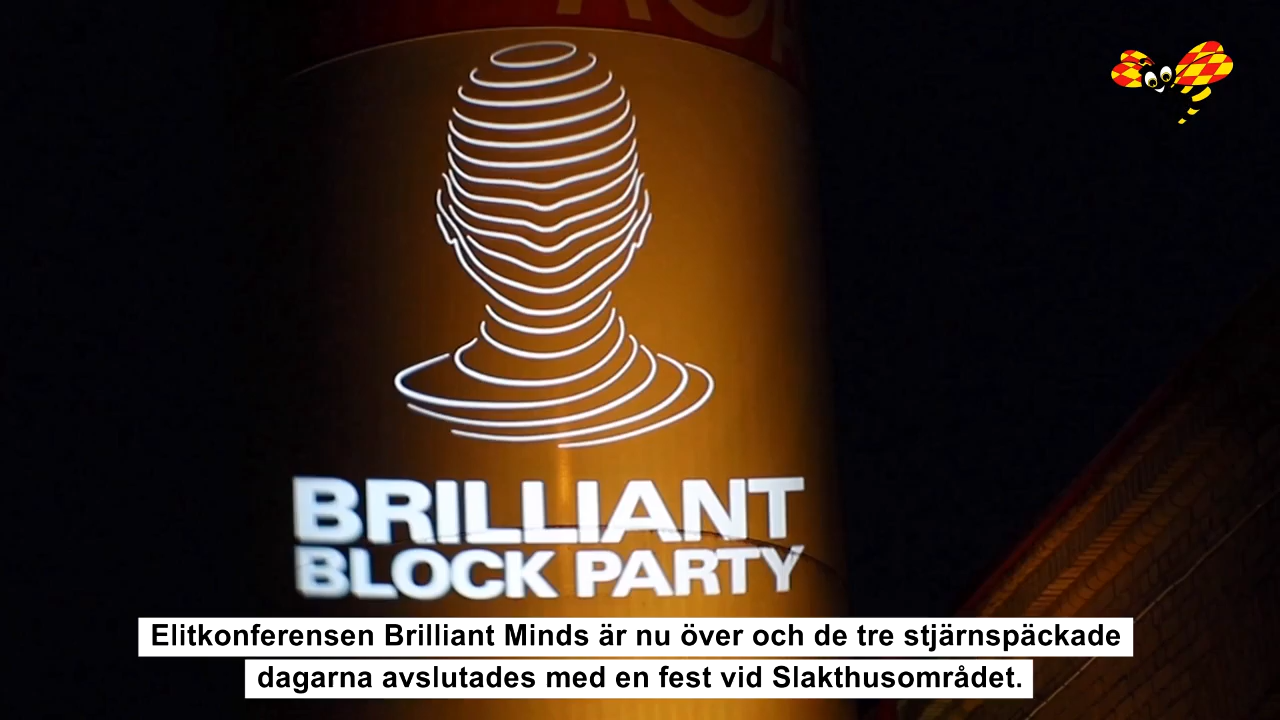 BRILLIANT
BLOCK PARTY
Elitkonferensen Brilliant Minds är nu över och de tre stjärnspäckade
dagarna avslutades med en fest vid Slakthusområdet.